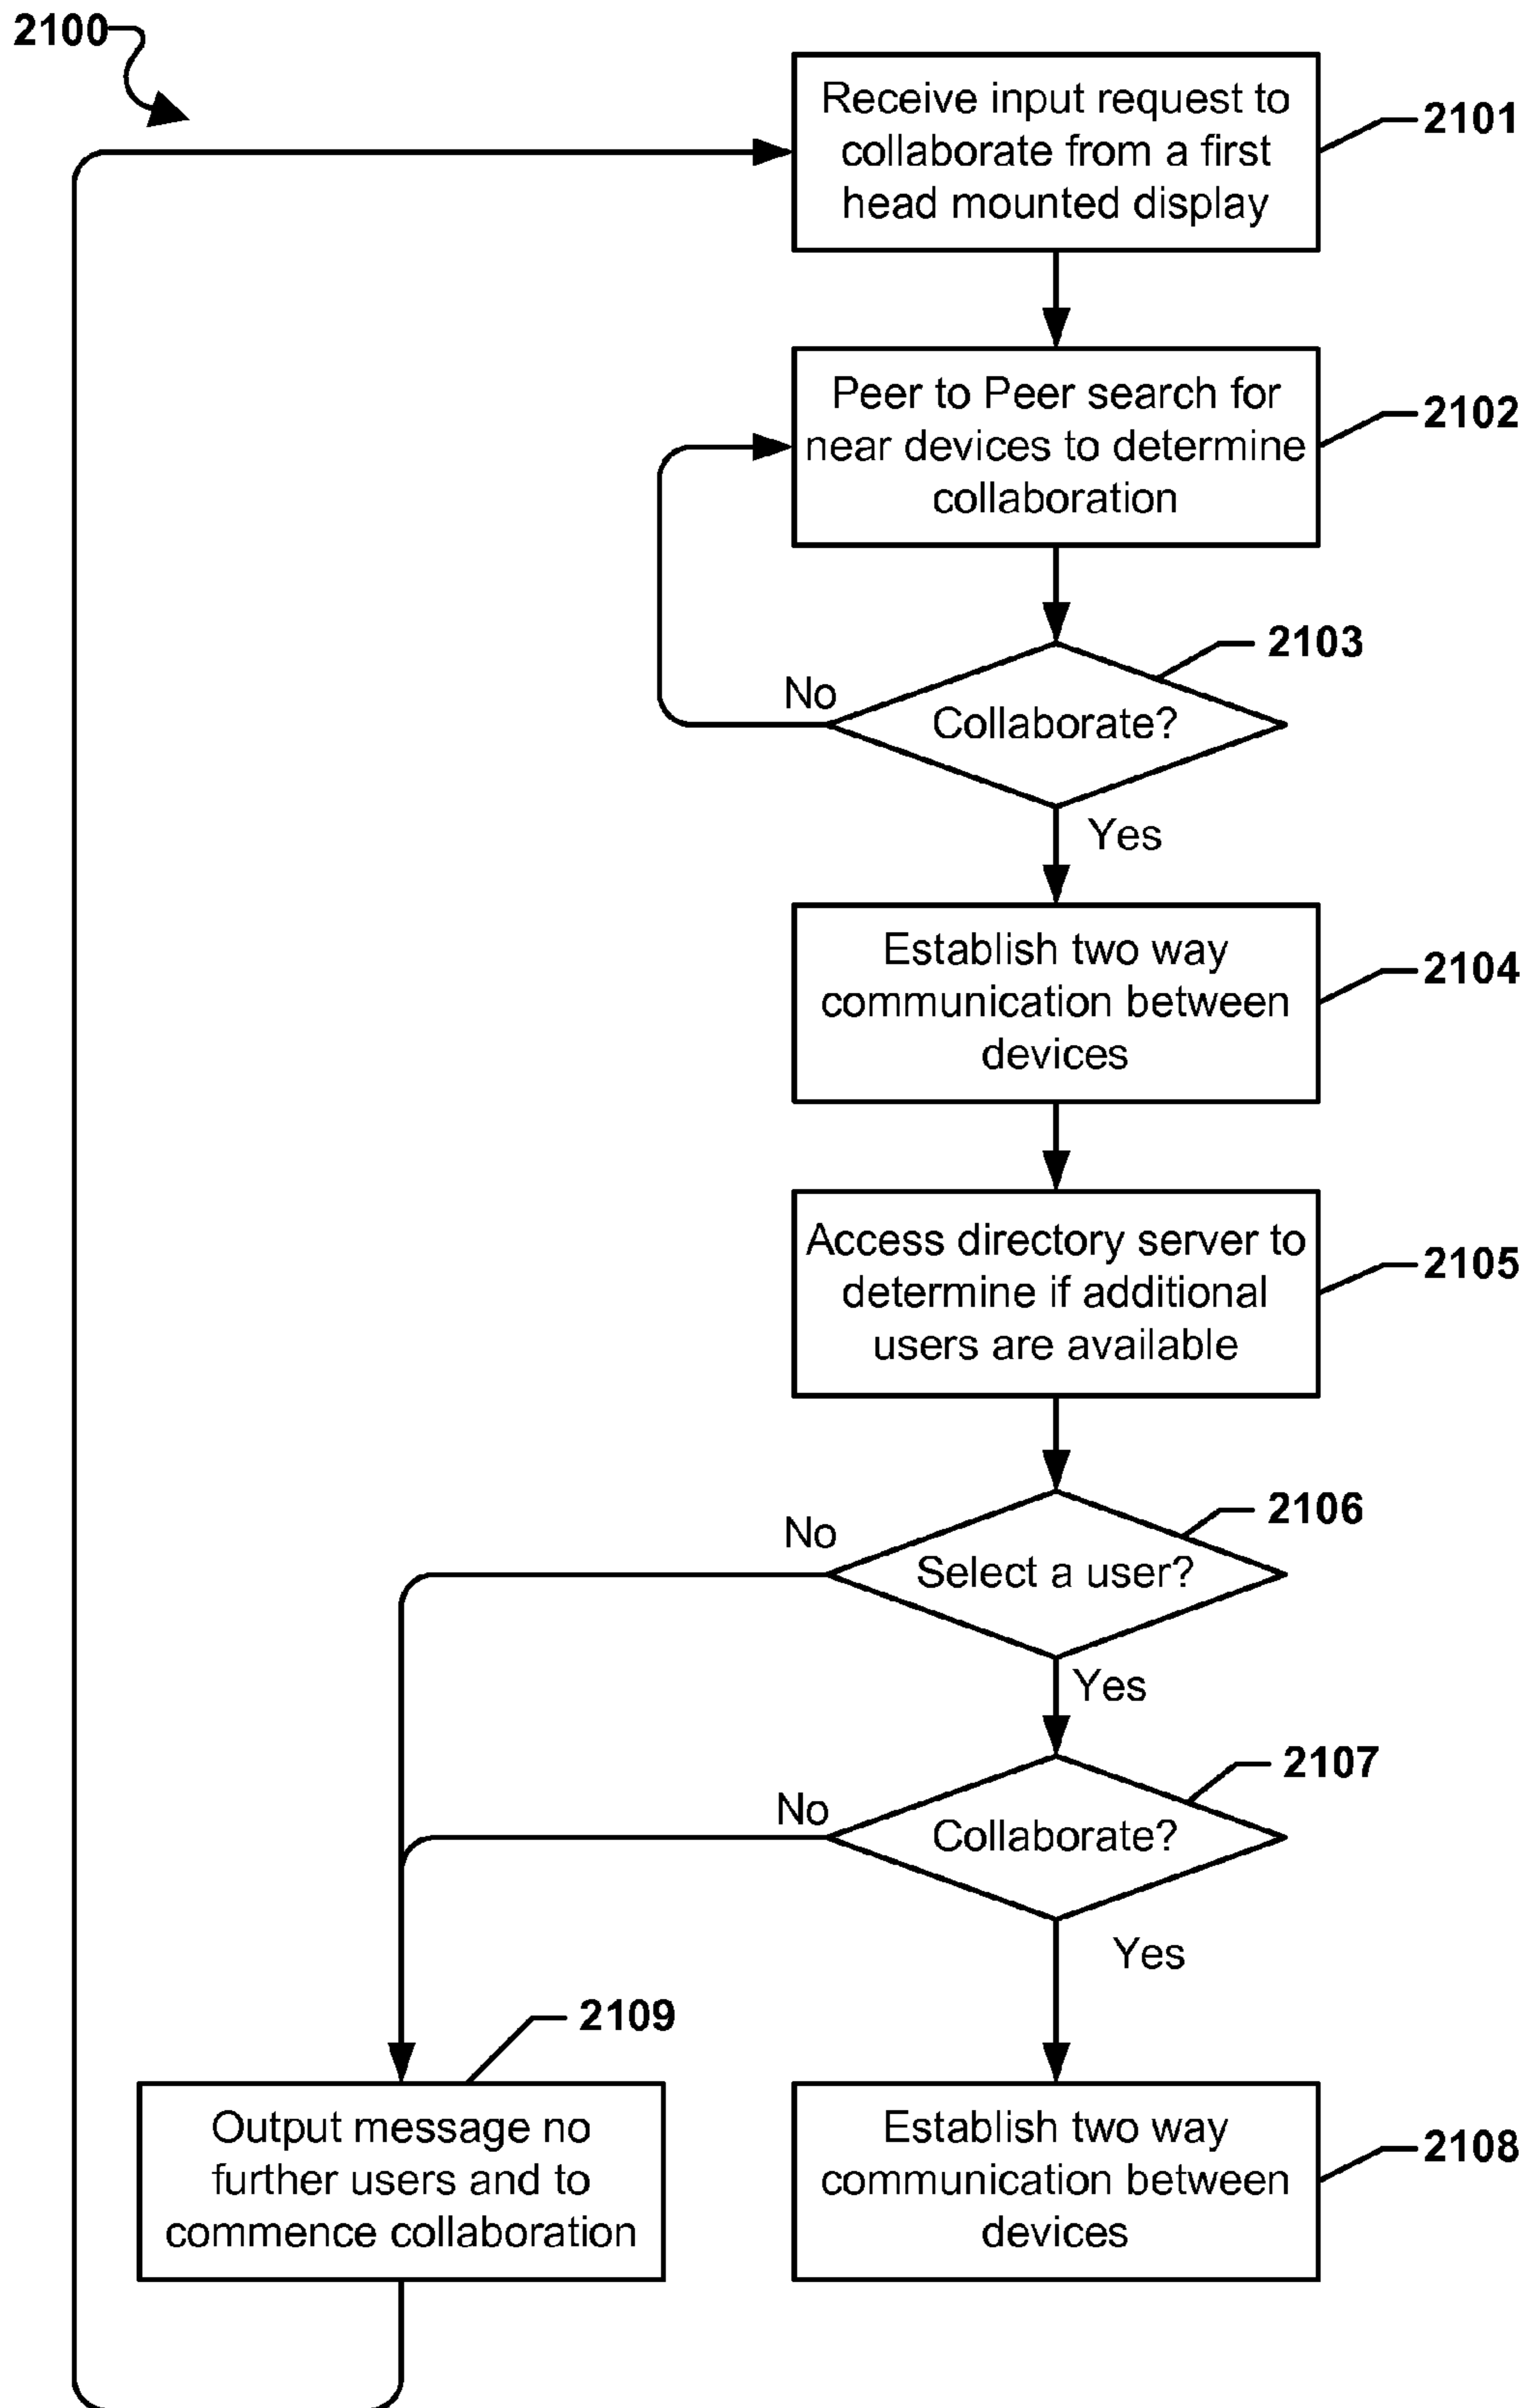 2100
Receive input request to
collaborate from a first
head mounted display
2101
Peer to Peer search for
near devices to determine
collaboration
2102
2103
No
Collaborate?
Yes
Establish two way
communication between
devices
2104
Access directory server to
determine if additional
users are available
2105
2106
No
Select a user?
Yes
2107
No
Collaborate?
Yes
2109
Output message no
further users and to
commence collaboration
Establish two way
communication between
devices
2108